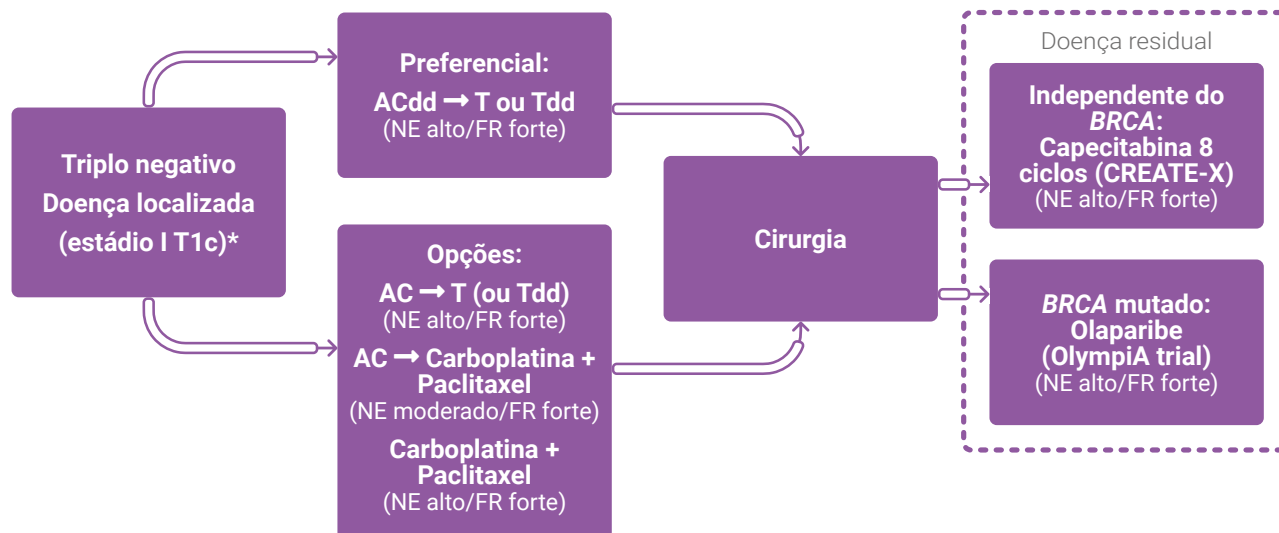 Triplo negativo
Doença localizada
(estádio I T1c)*
Preferencial:
ACdd → T ou Tdd
(NE alto/FR forte)
Opções:
AC → T (ou Tdd)
(NE alto/FR forte)
AC → Carboplatina +
Paclitaxel
(NE moderado/FR forte)
Carboplatina +
Paclitaxel
(NE alto/FR forte)
Cirurgia
Doença residual
Independente do
BRCA:
Capecitabina 8
ciclos (CREATE-X)
(NE alto/FR forte)
BRCA mutado:
Olaparibe
(OlympiA trial)
(NE alto/FR forte)